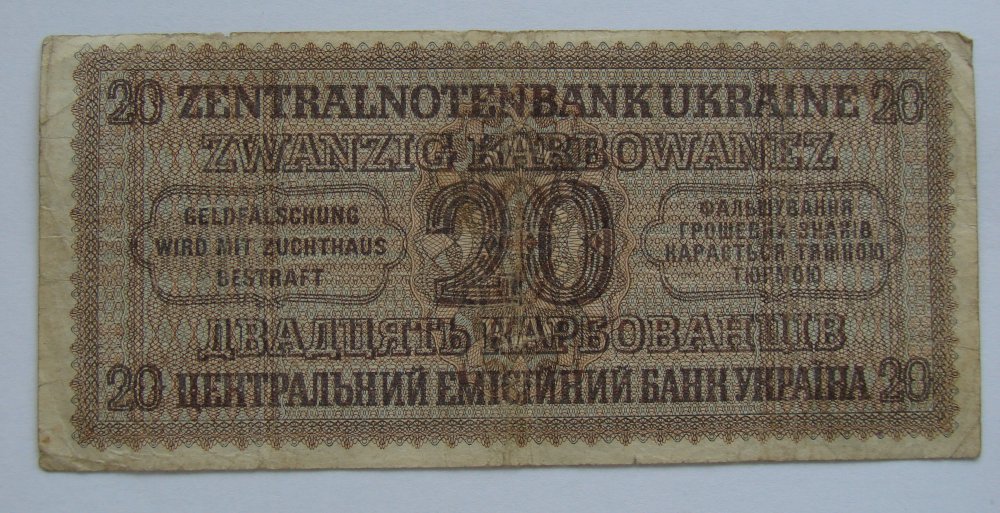 20 ZENTRALNOTENBANK UKRAINE 20
ZWANZIG KARBOWANEZ
GELDFÄLSCHUNG
WIRD MIT ZUCHTHAUS
BESTRAFT
20
ФАЛЬШУВАННЯ
ГРОШЕВИХ ЗНАКІВ
КАРАЄТЬСЯ ТЯЖКОЮ
ТЮРМОЮ
ДВАДЦЯТЬ КАРБОВАНЦІВ
20 ЦЕНТРАЛЬНИЙ ЕМІСІЙНИЙ БАНК УКРАЇНА 20